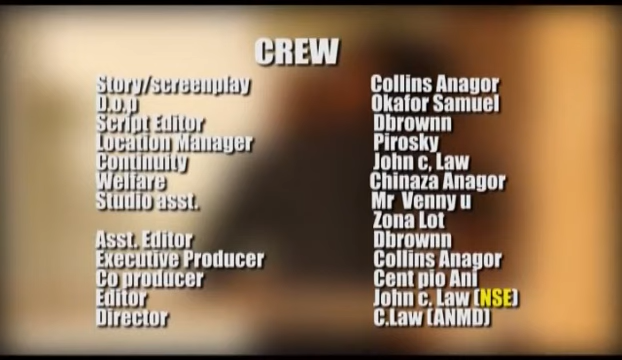 CREW
Story/screenplay Collins Anagor
D.o.p Okafor Samuel
Script Editor Dbrownn
Location Manager Pirosky
Continuity John c, Law
Welfare Chinaza Anagor
Studio asst. Mr Venny u
Zona Lot
Asst. Editor Dbrownn
Executive Producer Collins Anagor
Co producer Cent pio Ani
Editor John c. Law (NSE)
Director C.Law (ANMD)